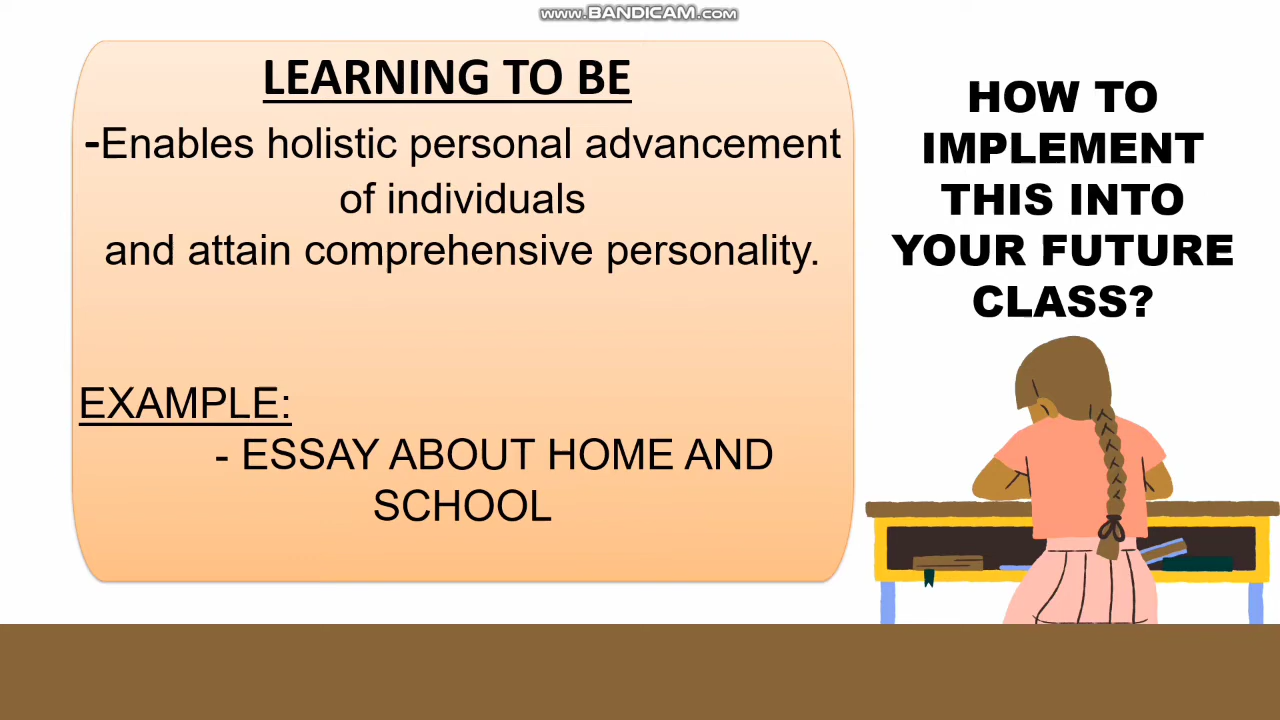 www.BANDICAM.com
LEARNING TO BE
-Enables holistic personal advancement
of individuals
and attain comprehensive personality.
EXAMPLE:
- ESSAY ABOUT HOME AND
SCHOOL
HOW TO
IMPLEMENT
THIS INTO
YOUR FUTURE
CLASS?